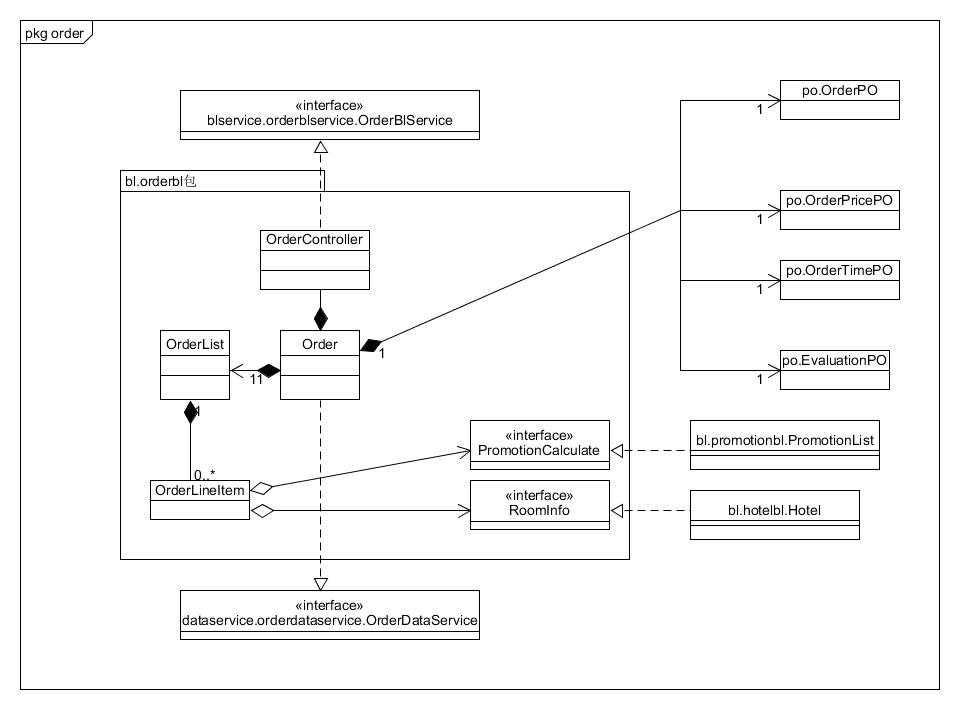 pkg order
«interface»
blservice.orderblservice.OrderBlService
po.OrderPO
1
bl.orderbl包
po.OrderPricePO
1
OrderController
po.OrderTimePO
1
OrderList
Order
1
11
po.EvaluationPO
1
1
0..*
«interface»
PromotionCalculate
bl.promotionbl.PromotionList
OrderLineItem
«interface»
RoomInfo
bl.hotelbl.Hotel
«interface»
dataservice.orderdataservice.OrderDataService